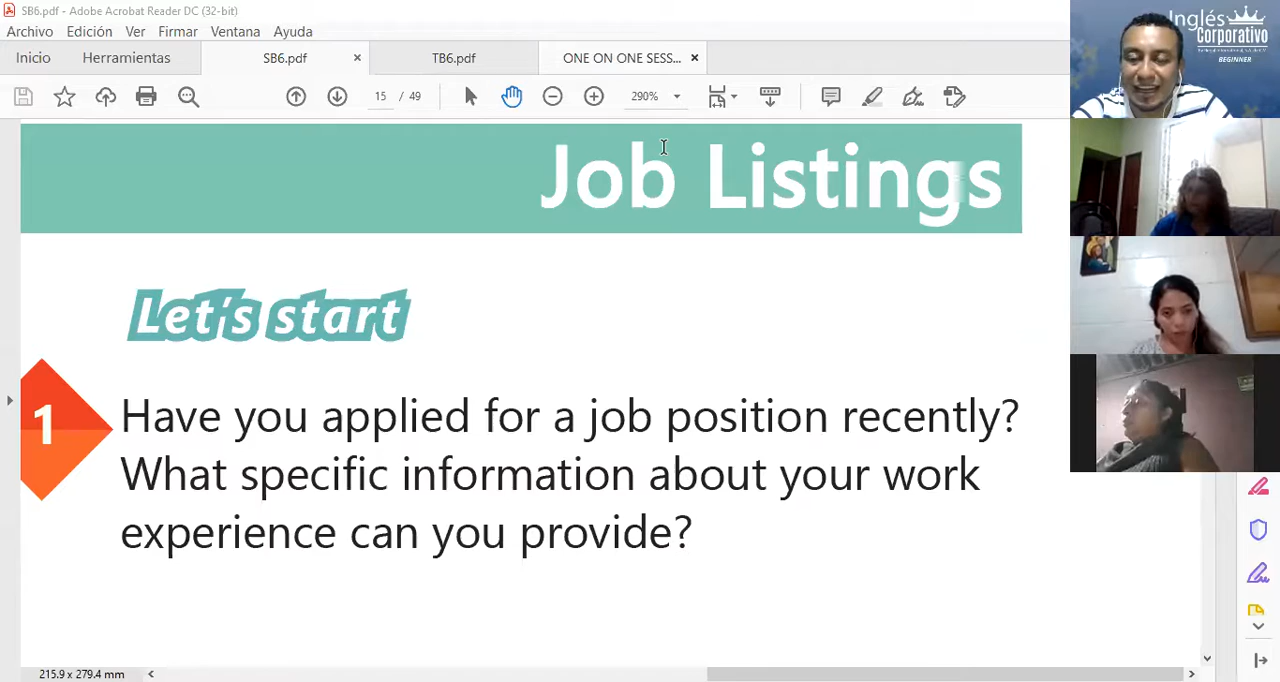 SB6.pdf - Adobe Acrobat Reader DC (32-bit)
Archivo Edición Ver Firmar Ventana Ayuda
Inicio Herramientas SB6.pdf × TB6.pdf ONE ON ONE SESS... ×
15 / 49 290%
Inglés
Corporativo
BEGINNER
Job Listings
Let's start
1
Have you applied for a job position recently?
What specific information about your work
experience can you provide?
215.9 x 279.4 mm